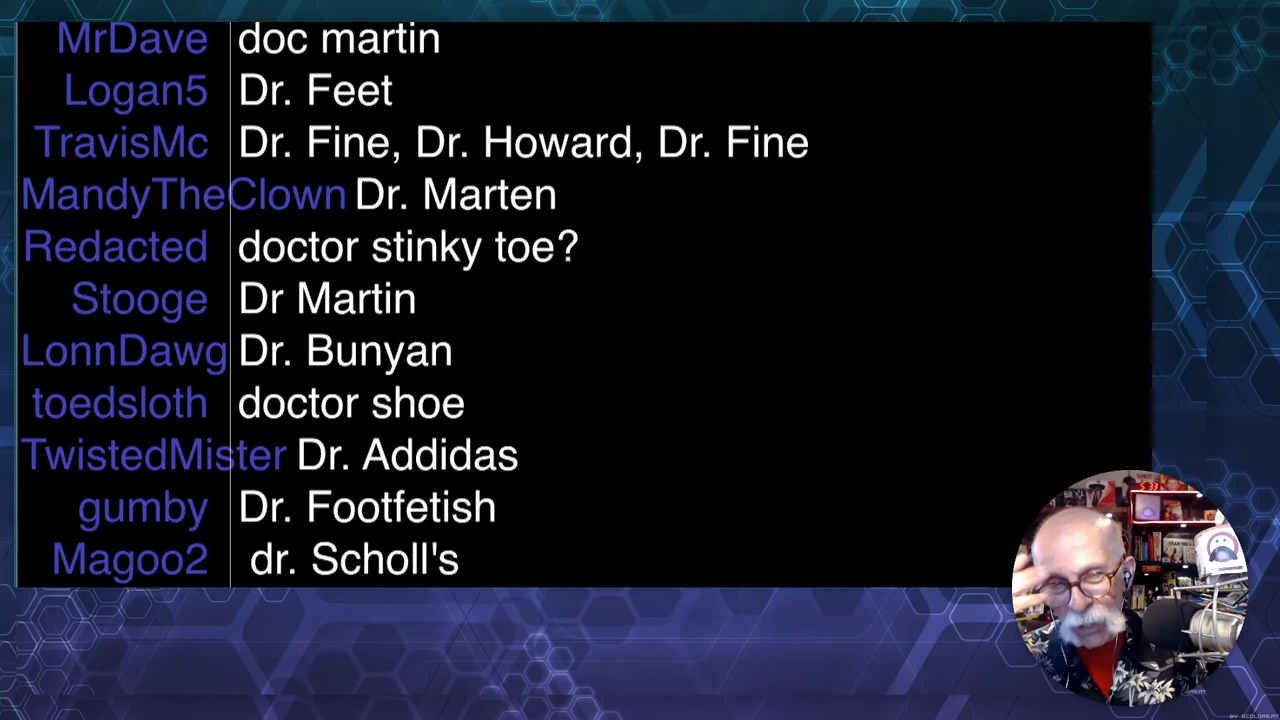 MrDave doc martin
Logan5 Dr. Feet
TravisMc Dr. Fine, Dr. Howard, Dr. Fine
MandyTheClown Dr. Marten
Redacted doctor stinky toe?
Stooge Dr Martin
LonnDawg Dr. Bunyan
toedsloth doctor shoe
TwistedMister Dr. Addidas
gumby Dr. Footfetish
Magoo2 dr. Scholl's
5:33